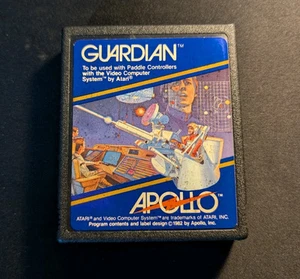 GUARDIAN™
To be used with Paddle Controllers
with the Video Computer
System™ by Atari®
APOLLO™
ATARI® and Video Computer System™ are trademarks of ATARI, INC.
Program contents and label design ©1982 by Apollo, Inc.